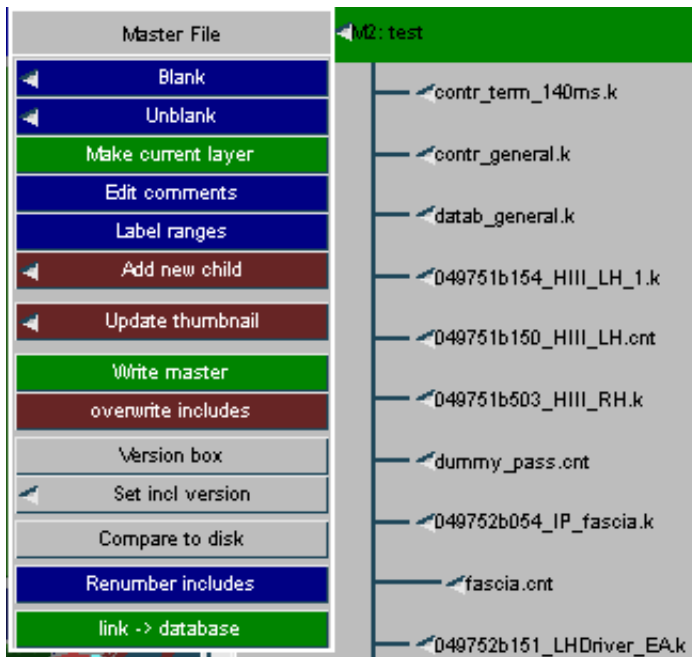 Master File
Blank
Unblank
Make current layer
Edit comments
Label ranges
Add new child
Update thumbnail
Write master
overwrite includes
Version box
Set incl version
Compare to disk
Renumber includes
link -> database
M2: test
contr_term_140ms.k
contr_general.k
datab_general.k
049751b154_HIII_LH_1.k
049751b150_HIII_LH.cnt
049751b503_HIII_RH.k
dummy_pass.cnt
049752b054_IP_fascia.k
fascia.cnt
049752b151_LHDriver_EA.k